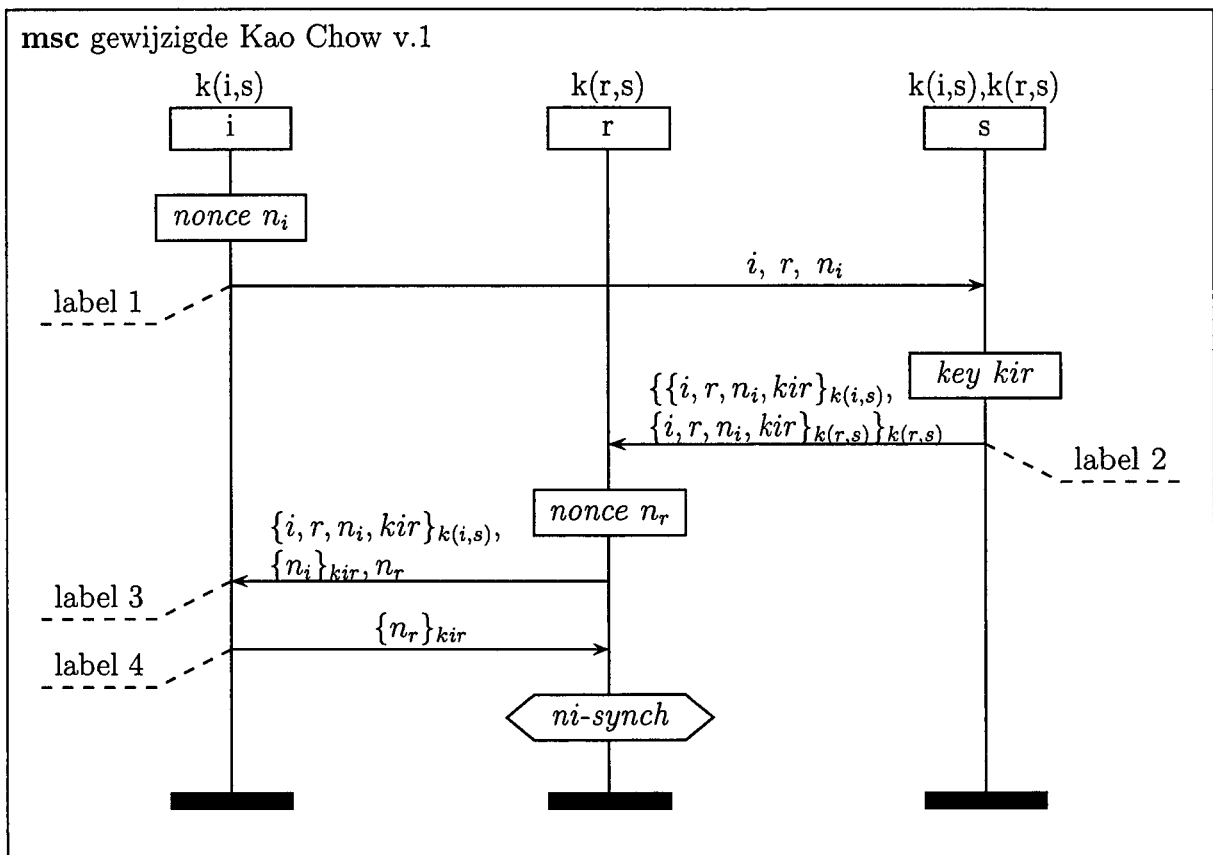 msc gewijzigde Kao Chow v.1
k(i,s) k(r,s) k(i,s),k(r,s)
i r s
nonce n_i
i, r, n_i
label 1
key kir
{{i, r, n_i, kir}_{k(i,s)},
{i, r, n_i, kir}_{k(r,s)}}_{k(r,s)}
label 2
nonce n_r
{i, r, n_i, kir}_{k(i,s)},
{n_i}_{kir}, n_r
label 3
{n_r}_{kir}
label 4
ni-synch